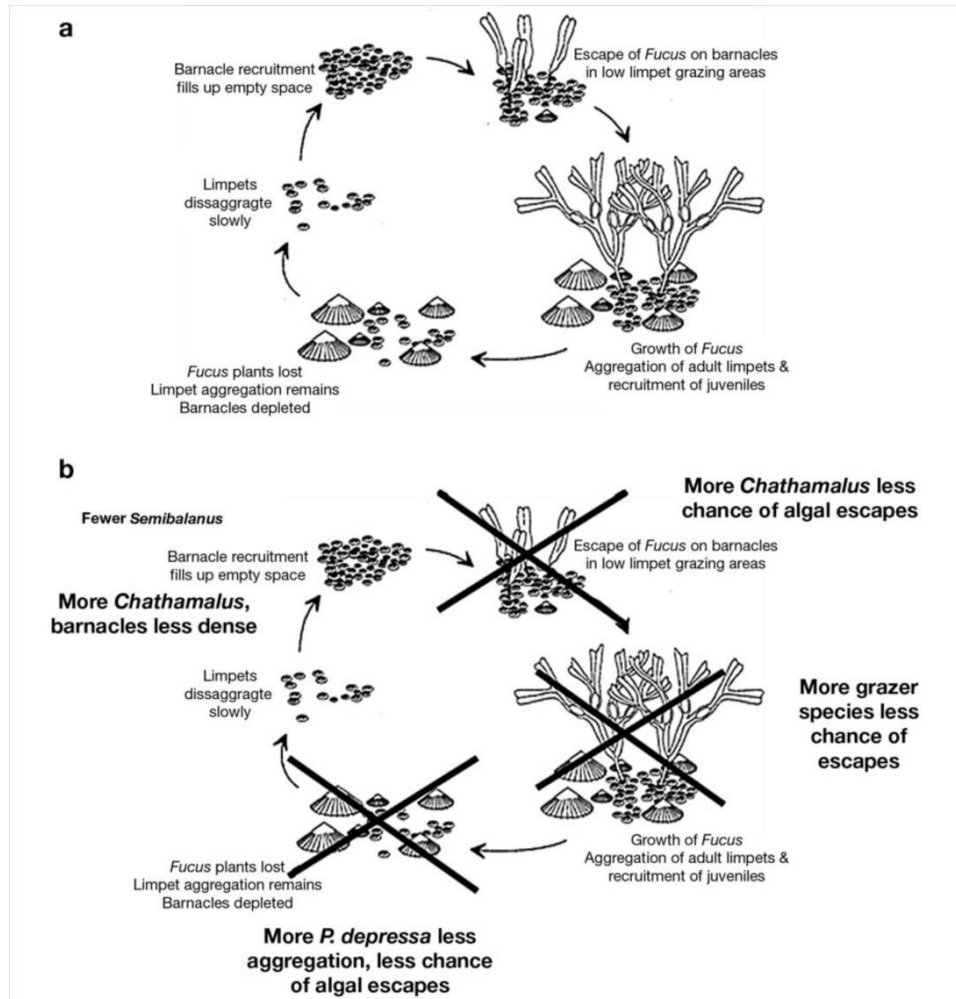 a
Barnacle recruitment
fills up empty space
Escape of Fucus on barnacles
in low limpet grazing areas
Limpets
dissaggragte
slowly
Growth of Fucus
Aggregation of adult limpets &
recruitment of juveniles
Fucus plants lost
Limpet aggregation remains
Barnacles depleted
b
More Chathamalus less
chance of algal escapes
Fewer Semibalanus
Barnacle recruitment
fills up empty space
Escape of Fucus on barnacles
in low limpet grazing areas
More Chathamalus,
barnacles less dense
Limpets
dissaggragte
slowly
More grazer
species less
chance of
escapes
Growth of Fucus
Aggregation of adult limpets &
recruitment of juveniles
Fucus plants lost
Limpet aggregation remains
Barnacles depleted
More P. depressa less
aggregation, less chance
of algal escapes